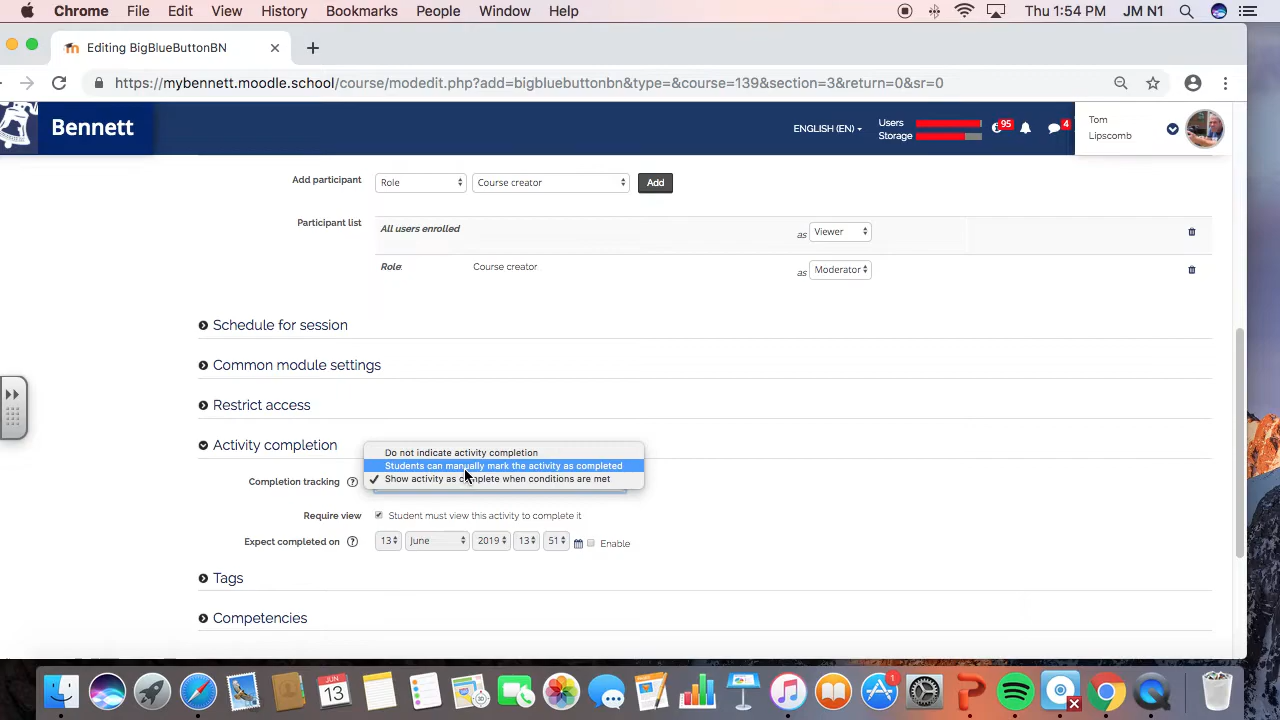 Chrome File Edit View History Bookmarks People Window Help Thu 1:54 PM JM N1
Editing BigBlueButtonBN
https://mybennett.moodle.school/course/modedit.php?add=bigbluebuttonbn&type=&course=139&section=3&return=0&sr=0
Bennett
ENGLISH (EN)
Users
Storage
95
4
Tom
Lipscomb
Add participant Role Course creator Add
Participant list
All users enrolled as Viewer
Role: Course creator as Moderator
Schedule for session
Common module settings
Restrict access
Activity completion
Do not indicate activity completion
Students can manually mark the activity as completed
Completion tracking
Show activity as complete when conditions are met
Require view Student must view this activity to complete it
Expect completed on 13 June 2019 13 51 Enable
Tags
Competencies
JUN
13
1